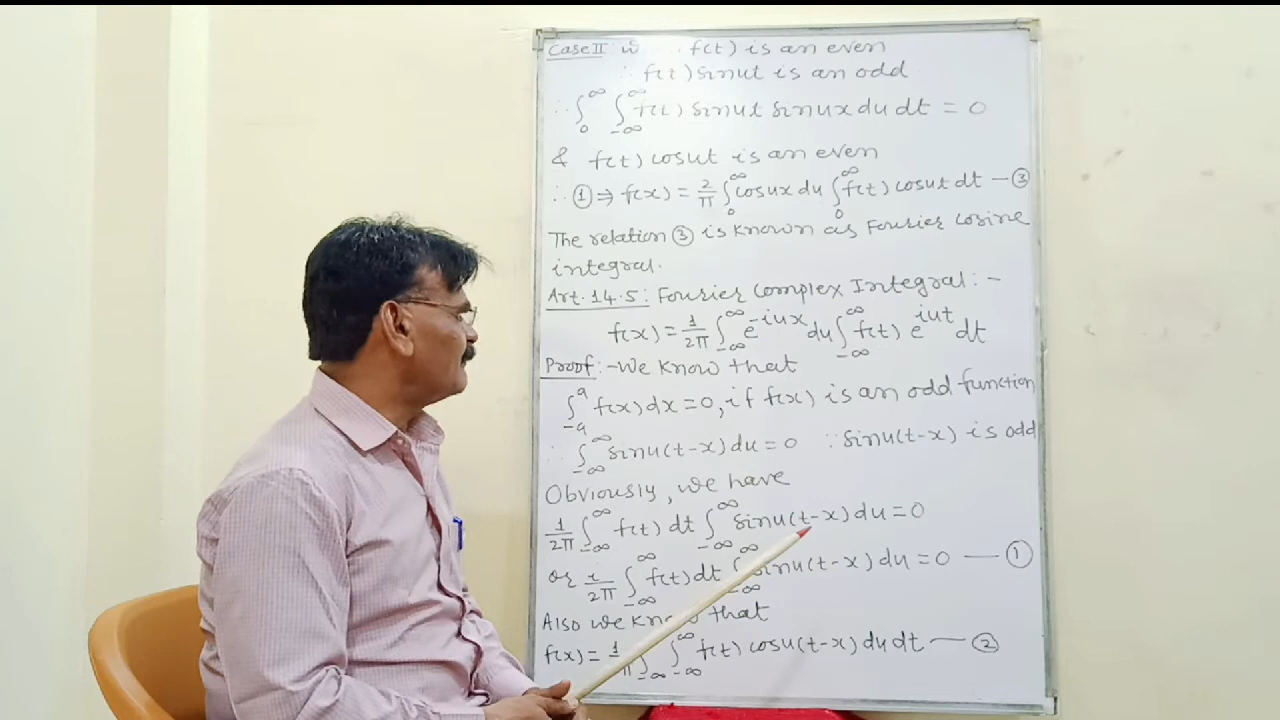 Case II: W ∵ f(t) is an even
∴ f(t) sinut is an odd
∴ ∫₀^∞ ∫₋∞^∞ f(t) sinut sinux du dt = 0
& f(t) cosut is an even
∴ ① ⇒ f(x) = 2/π ∫₀^∞ cosux du ∫₀^∞ f(t) cosut dt — ③
The relation ③ is known as Fourier cosine
integral.
Art. 14.5: Fourier Complex Integral: -
f(x) = 1/2π ∫₋∞^∞ e^-iux du ∫₋∞^∞ f(t) e^iut dt
Proof: - We know that
∫₋a^a f(x) dx = 0, if f(x) is an odd function
∴ ∫₋∞^∞ sinu(t-x) du = 0 ∵ sinu(t-x) is odd
Obviously, we have
1/2π ∫₋∞^∞ f(t) dt ∫₋∞^∞ sinu(t-x) du = 0
or i/2π ∫₋∞^∞ f(t) dt ∫₋∞^∞ sinu(t-x) du = 0 — ①
Also we know that
f(x) = 1/π ∫₋∞ ∫₋∞^∞ f(t) cosu(t-x) du dt — ②